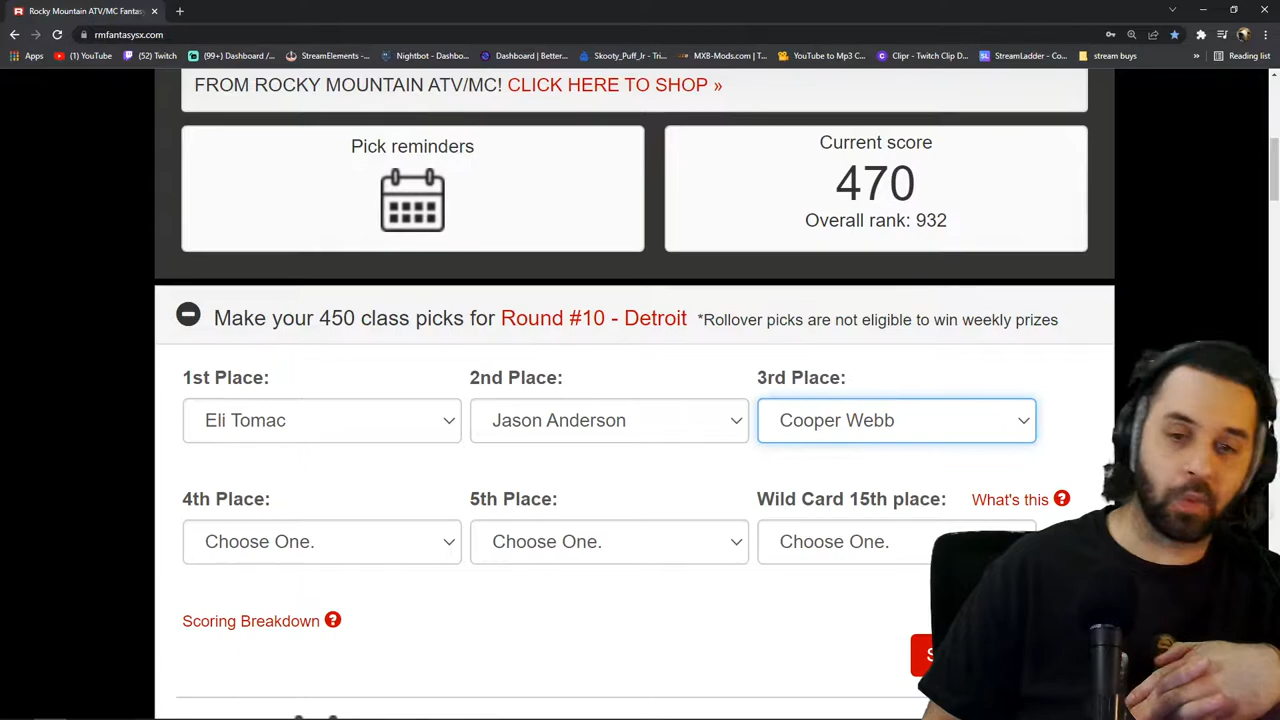 Rocky Mountain ATV/MC Fantasy
rmfantasysx.com
Apps
(1) YouTube
(52) Twitch
(99+) Dashboard / ...
StreamElements - ...
Nightbot - Dashbo...
Dashboard | Better...
Skooty_Puff_Jr - Tri...
MXB-Mods.com | T...
YouTube to Mp3 C...
Clipr - Twitch Clip D...
StreamLadder - Co...
stream buys
»
Reading list
FROM ROCKY MOUNTAIN ATV/MC! CLICK HERE TO SHOP »
Pick reminders
Current score
470
Overall rank: 932
Make your 450 class picks for Round #10 - Detroit *Rollover picks are not eligible to win weekly prizes
1st Place: 2nd Place: 3rd Place:
Eli Tomac Jason Anderson Cooper Webb
4th Place: 5th Place: Wild Card 15th place: What's this ?
Choose One. Choose One. Choose One.
Scoring Breakdown ?